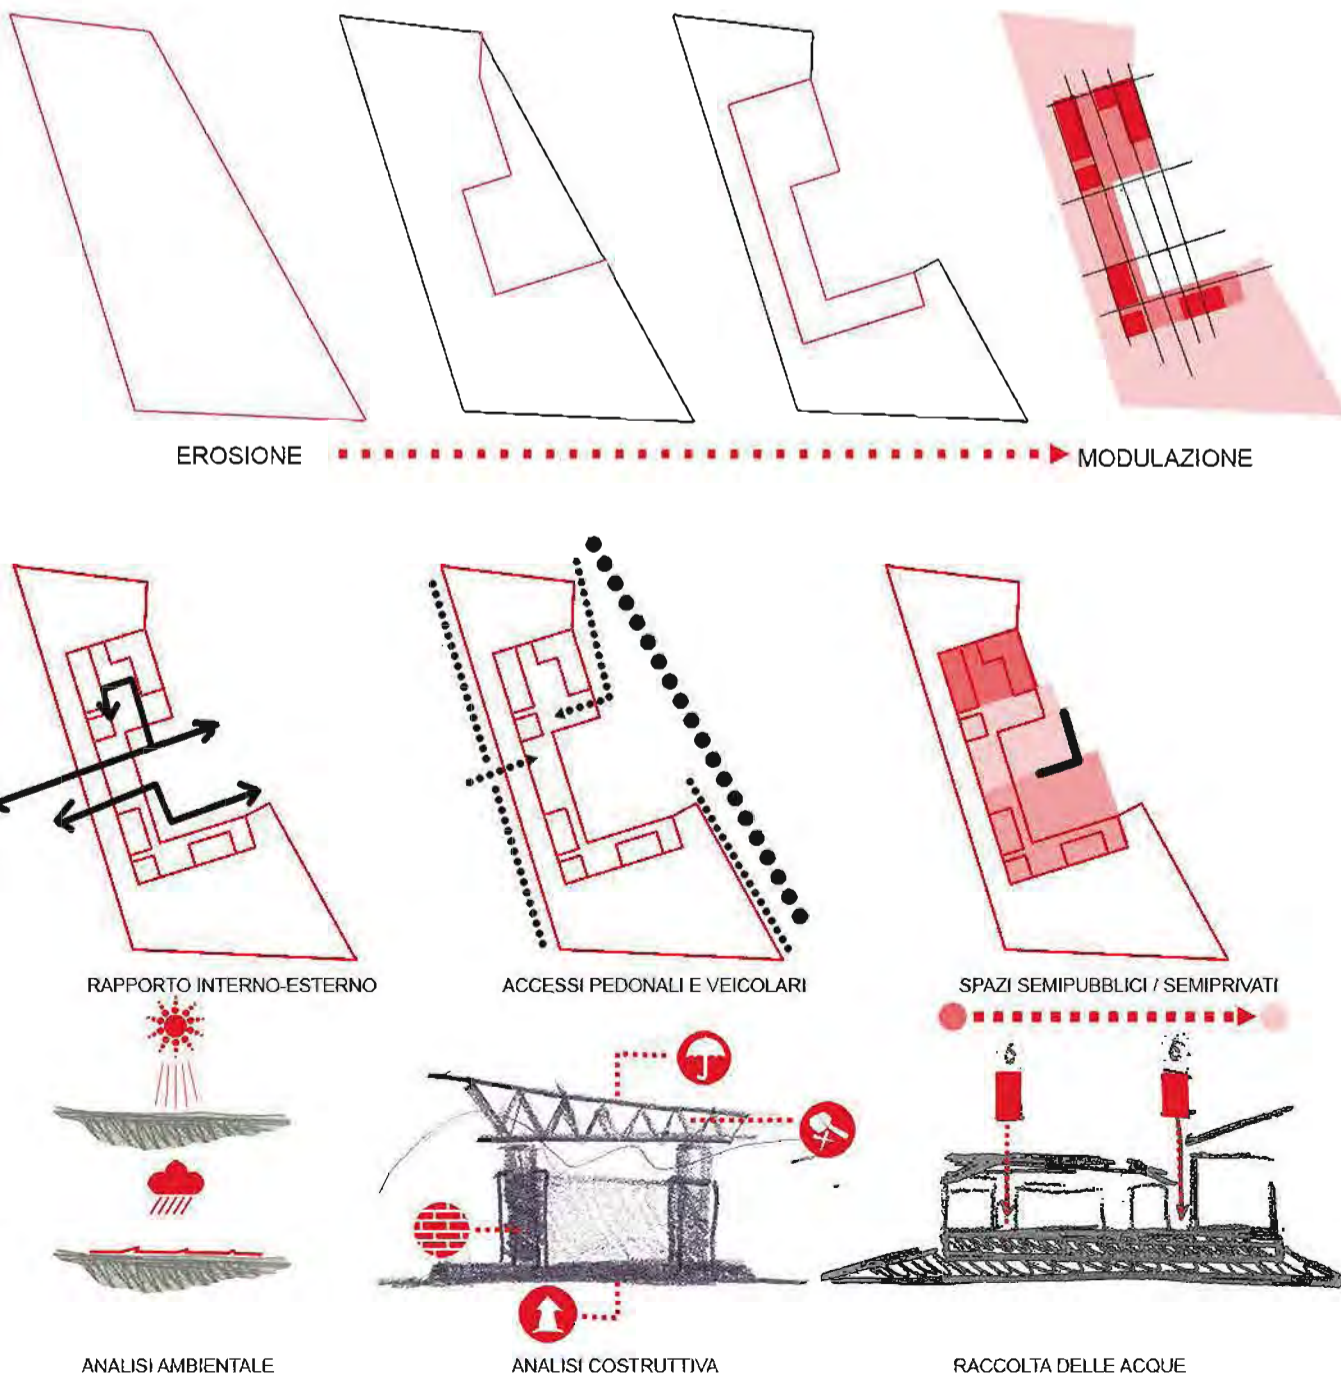 EROSIONE
MODULAZIONE
RAPPORTO INTERNO-ESTERNO
ACCESSI PEDONALI E VEICOLARI
SPAZI SEMIPUBBLICI / SEMIPRIVATI
ANALISI AMBIENTALE
ANALISI COSTRUTTIVA
RACCOLTA DELLE ACQUE